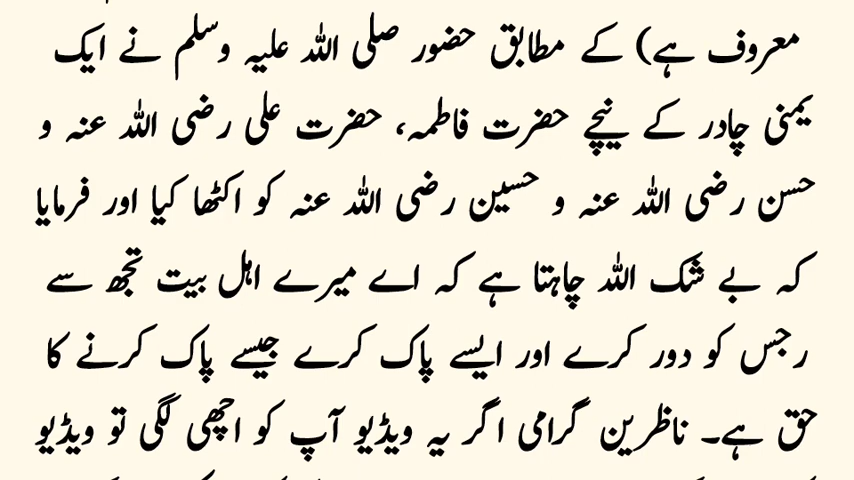 معروف ہے) کے مطابق حضور صلی اللہ علیہ وسلم نے ایک
یمنی چادر کے نیچے حضرت فاطمہ، حضرت علی رضی اللہ عنہ و
حسن رضی اللہ عنہ و حسین رضی اللہ عنہ کو اکٹھا کیا اور فرمایا
کہ بے شک اللہ چاہتا ہے کہ اے میرے اہل بیت تجھ سے
رجس کو دور کرے اور ایسے پاک کرے جیسے پاک کرنے کا
حق ہے۔ ناظرین گرامی اگر یہ ویڈیو آپ کو اچھی لگی تو ویڈیو